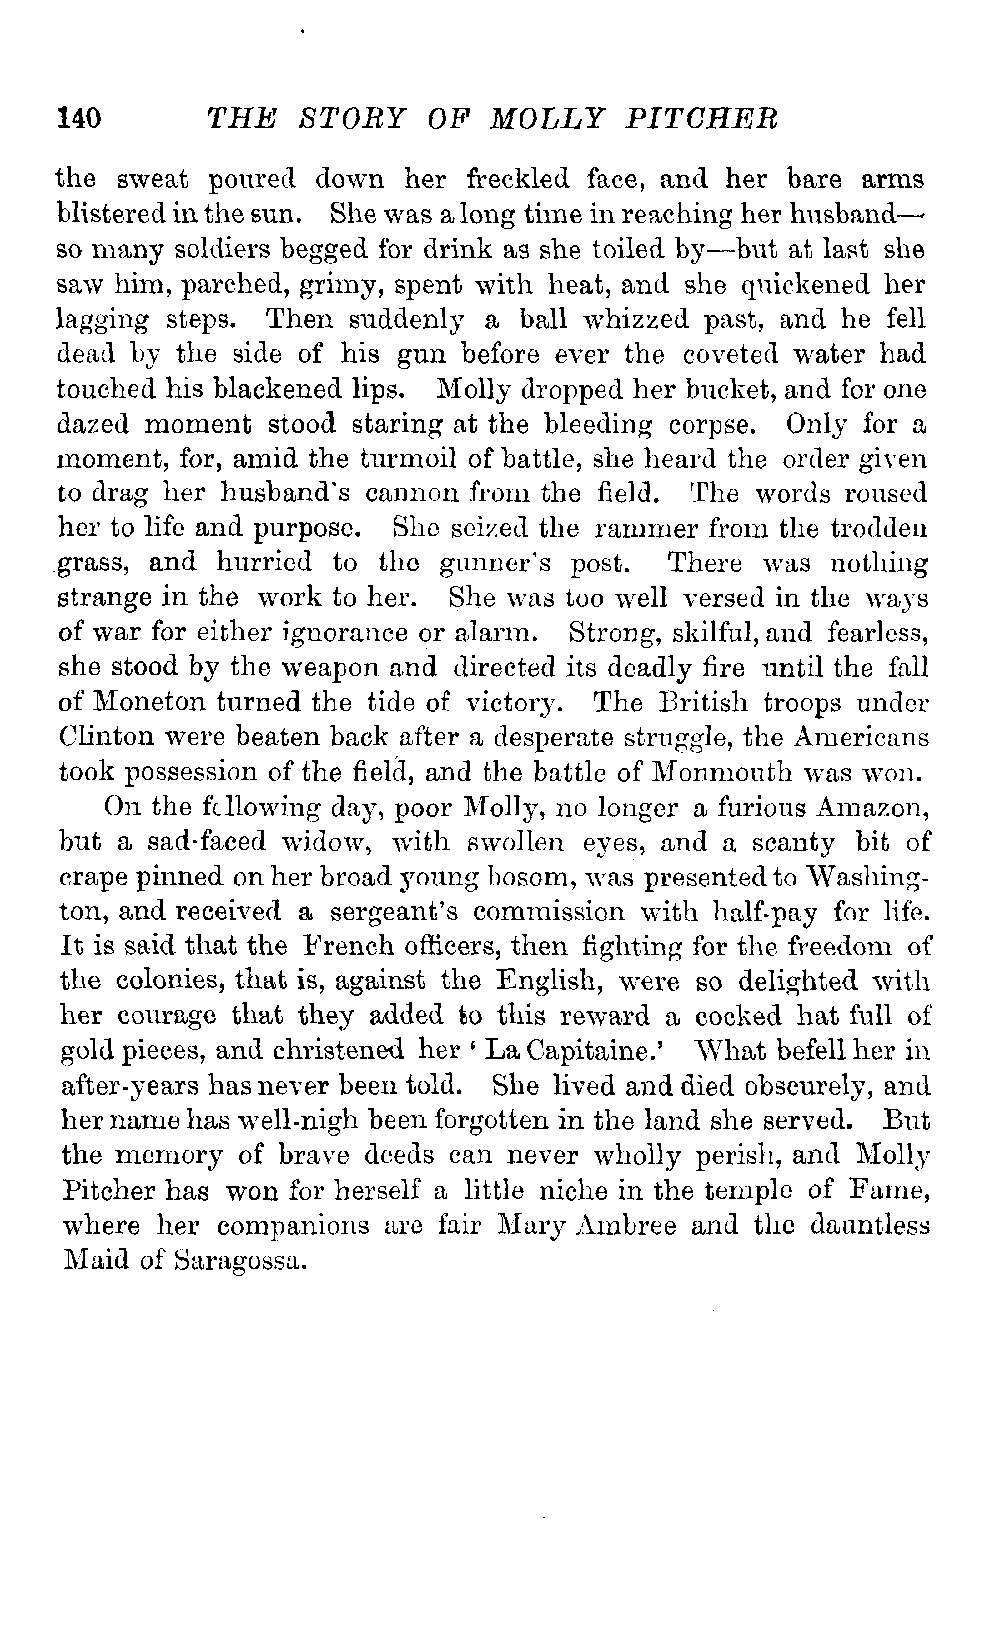 140 THE STORY OF MOLLY PITCHER
the sweat poured down her freckled face, and her bare arms
blistered in the sun. She was a long time in reaching her husband—
so many soldiers begged for drink as she toiled by—but at last she
saw him, parched, grimy, spent with heat, and she quickened her
lagging steps. Then suddenly a ball whizzed past, and he fell
dead by the side of his gun before ever the coveted water had
touched his blackened lips. Molly dropped her bucket, and for one
dazed moment stood staring at the bleeding corpse. Only for a
moment, for, amid the turmoil of battle, she heard the order given
to drag her husband's cannon from the field. The words roused
her to life and purpose. She seized the rammer from the trodden
grass, and hurried to the gunner's post. There was nothing
strange in the work to her. She was too well versed in the ways
of war for either ignorance or alarm. Strong, skilful, and fearless,
she stood by the weapon and directed its deadly fire until the fall
of Moneton turned the tide of victory. The British troops under
Clinton were beaten back after a desperate struggle, the Americans
took possession of the field, and the battle of Monmouth was won.
On the following day, poor Molly, no longer a furious Amazon,
but a sad-faced widow, with swollen eyes, and a scanty bit of
crape pinned on her broad young bosom, was presented to Washing-
ton, and received a sergeant's commission with half-pay for life.
It is said that the French officers, then fighting for the freedom of
the colonies, that is, against the English, were so delighted with
her courage that they added to this reward a cocked hat full of
gold pieces, and christened her ‘ La Capitaine.’ What befell her in
after-years has never been told. She lived and died obscurely, and
her name has well-nigh been forgotten in the land she served. But
the memory of brave deeds can never wholly perish, and Molly
Pitcher has won for herself a little niche in the temple of Fame,
where her companions are fair Mary Ambree and the dauntless
Maid of Saragossa.